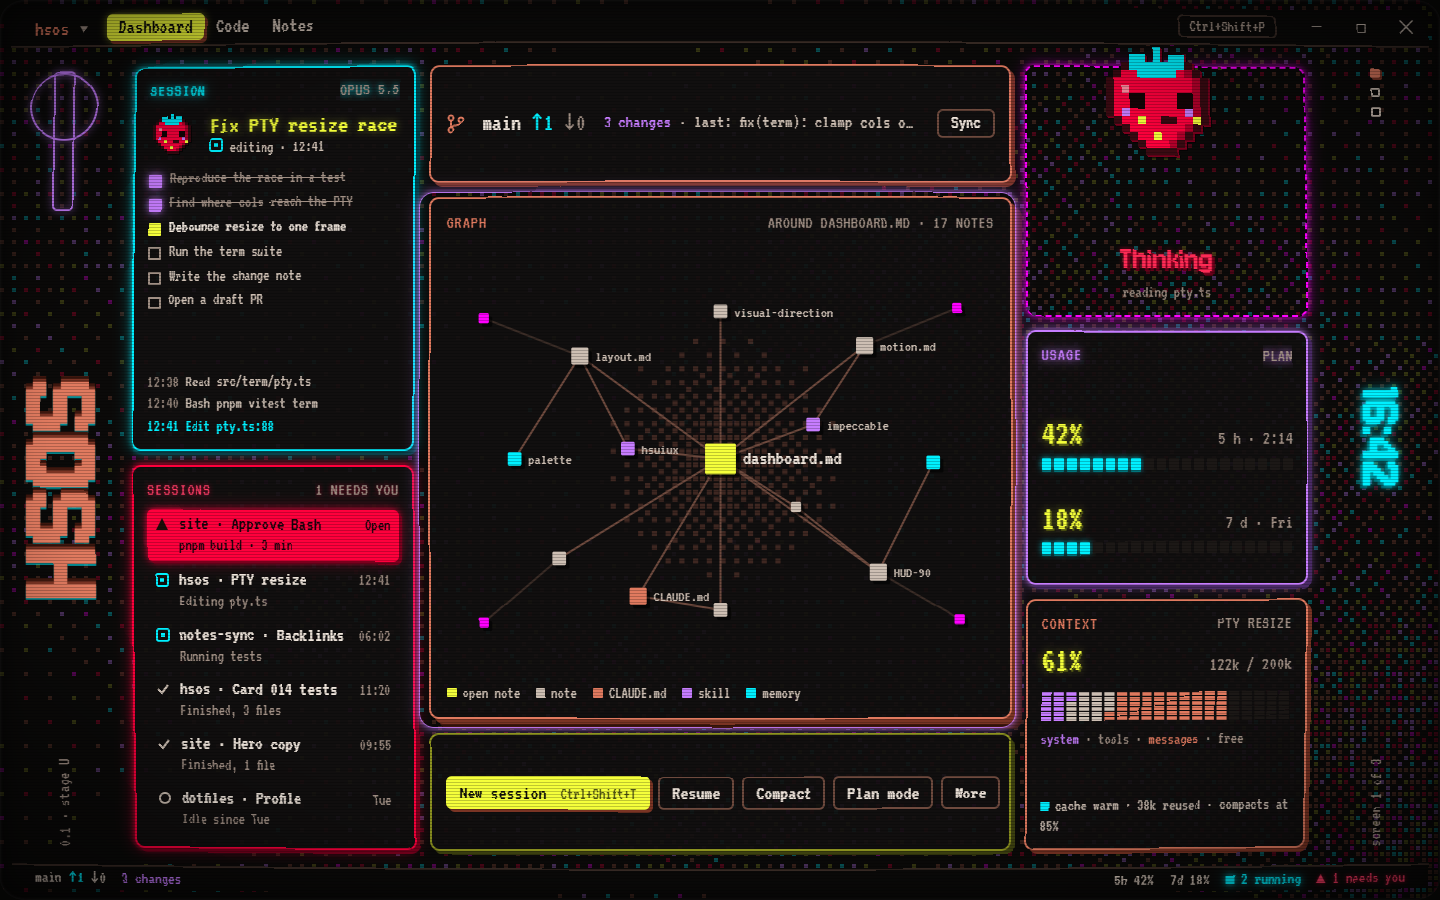 hsos
Dashboard
Code
Notes
Ctrl+Shift+P
SESSION
OPUS 5.5
Fix PTY resize race
editing · 12:41
Reproduce the race in a test
Find where cols reach the PTY
Debounce resize to one frame
Run the term suite
Write the change note
Open a draft PR
12:38 Read src/term/pty.ts
12:40 Bash pnpm vitest term
12:41 Edit pty.ts:88
SESSIONS
1 NEEDS YOU
site · Approve Bash
Open
pnpm build · 3 min
hsos · PTY resize
12:41
Editing pty.ts
notes-sync · Backlinks
06:02
Running tests
hsos · Card 014 tests
11:20
Finished, 3 files
site · Hero copy
09:55
Finished, 1 file
dotfiles · Profile
Tue
Idle since Tue
HSOS
0.1 · stage U
main ↑1 ↓0
3 changes · last: fix(term): clamp cols o…
Sync
GRAPH
AROUND DASHBOARD.MD · 17 NOTES
visual-direction
motion.md
layout.md
impeccable
hsuiux
palette
dashboard.md
HUD-90
CLAUDE.md
open note
note
CLAUDE.md
skill
memory
New session Ctrl+Shift+T
Resume
Compact
Plan mode
More
Thinking
reading pty.ts
USAGE
PLAN
42%
5 h · 2:14
18%
7 d · Fri
CONTEXT
PTY RESIZE
61%
122k / 200k
system · tools · messages · free
cache warm · 38k reused · compacts at
85%
16:42
screen 1 of 3
main ↑1 ↓0 3 changes
5h 42% 7d 18% 2 running 1 needs you